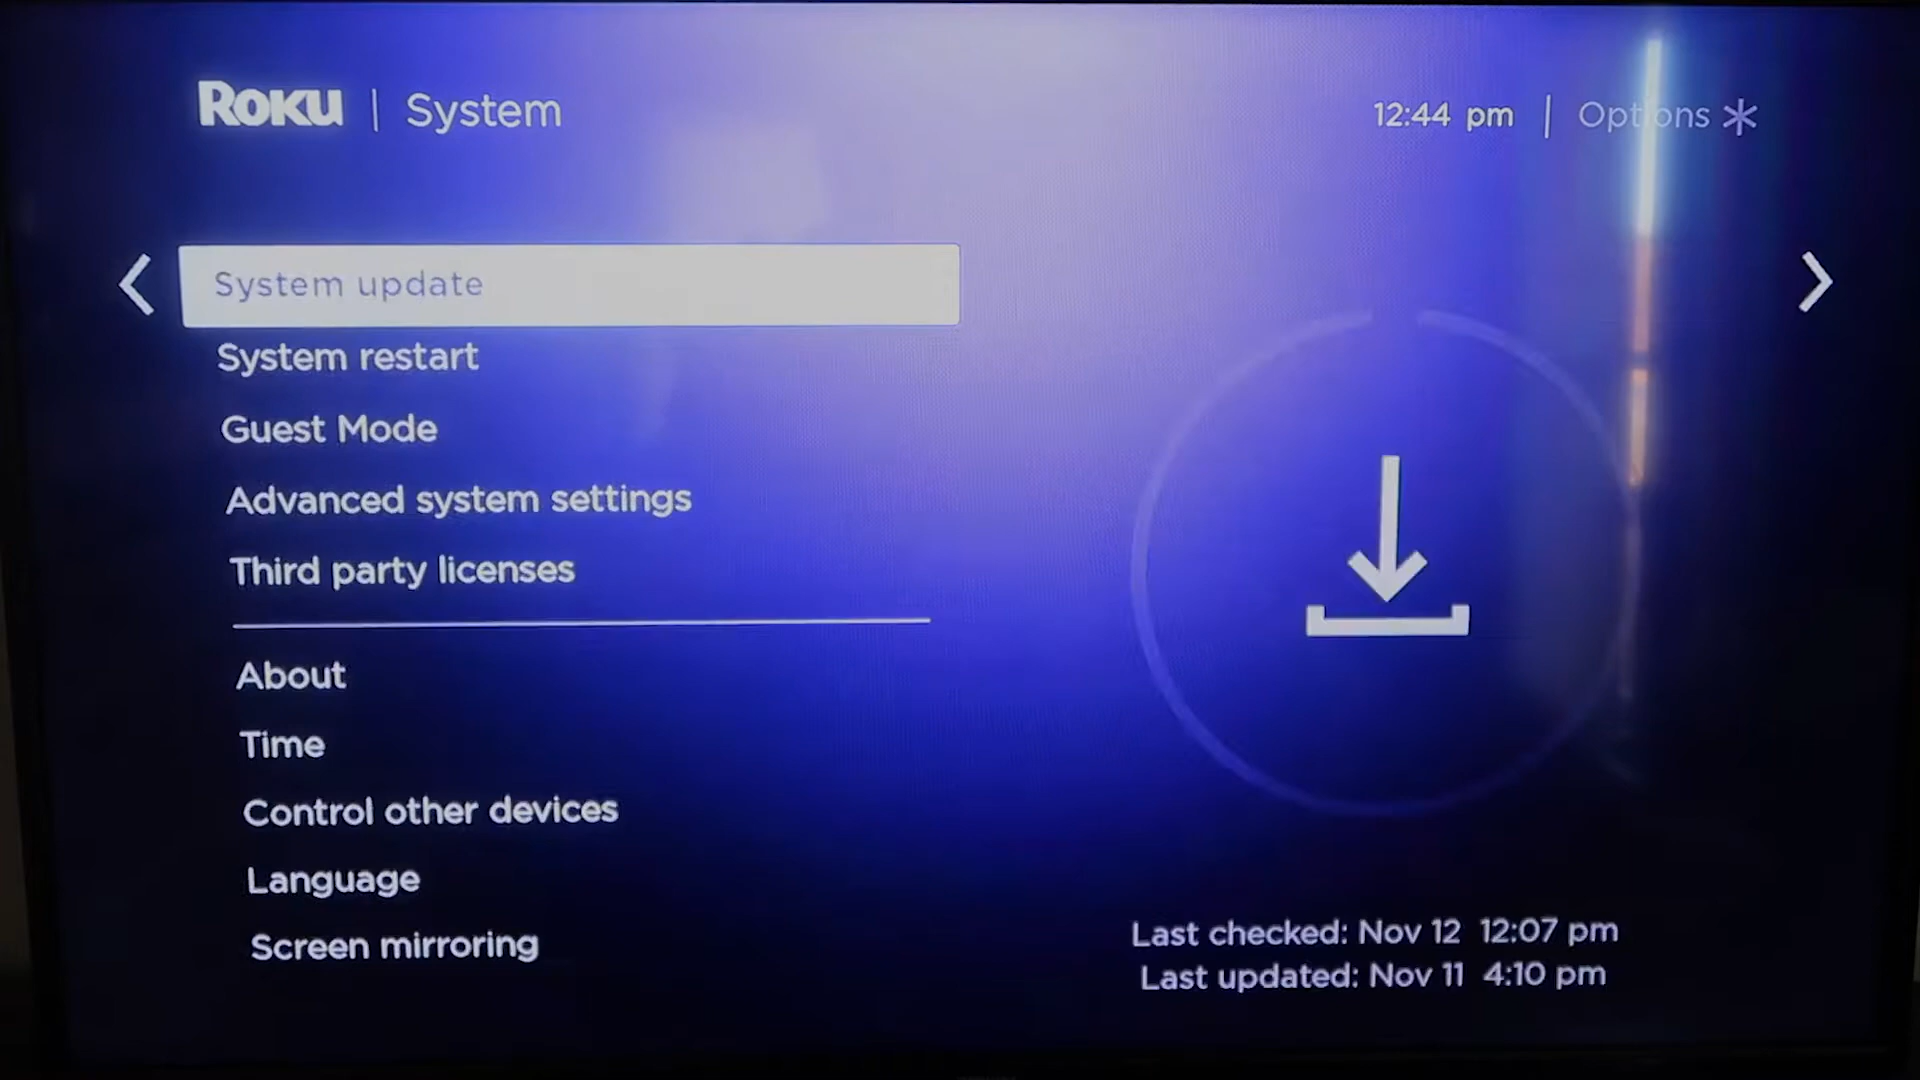 Roku | System
12:44 pm | Options *
System update
System restart
Guest Mode
Advanced system settings
Third party licenses
About
Time
Control other devices
Language
Screen mirroring
Last checked: Nov 12 12:07 pm
Last updated: Nov 11 4:10 pm